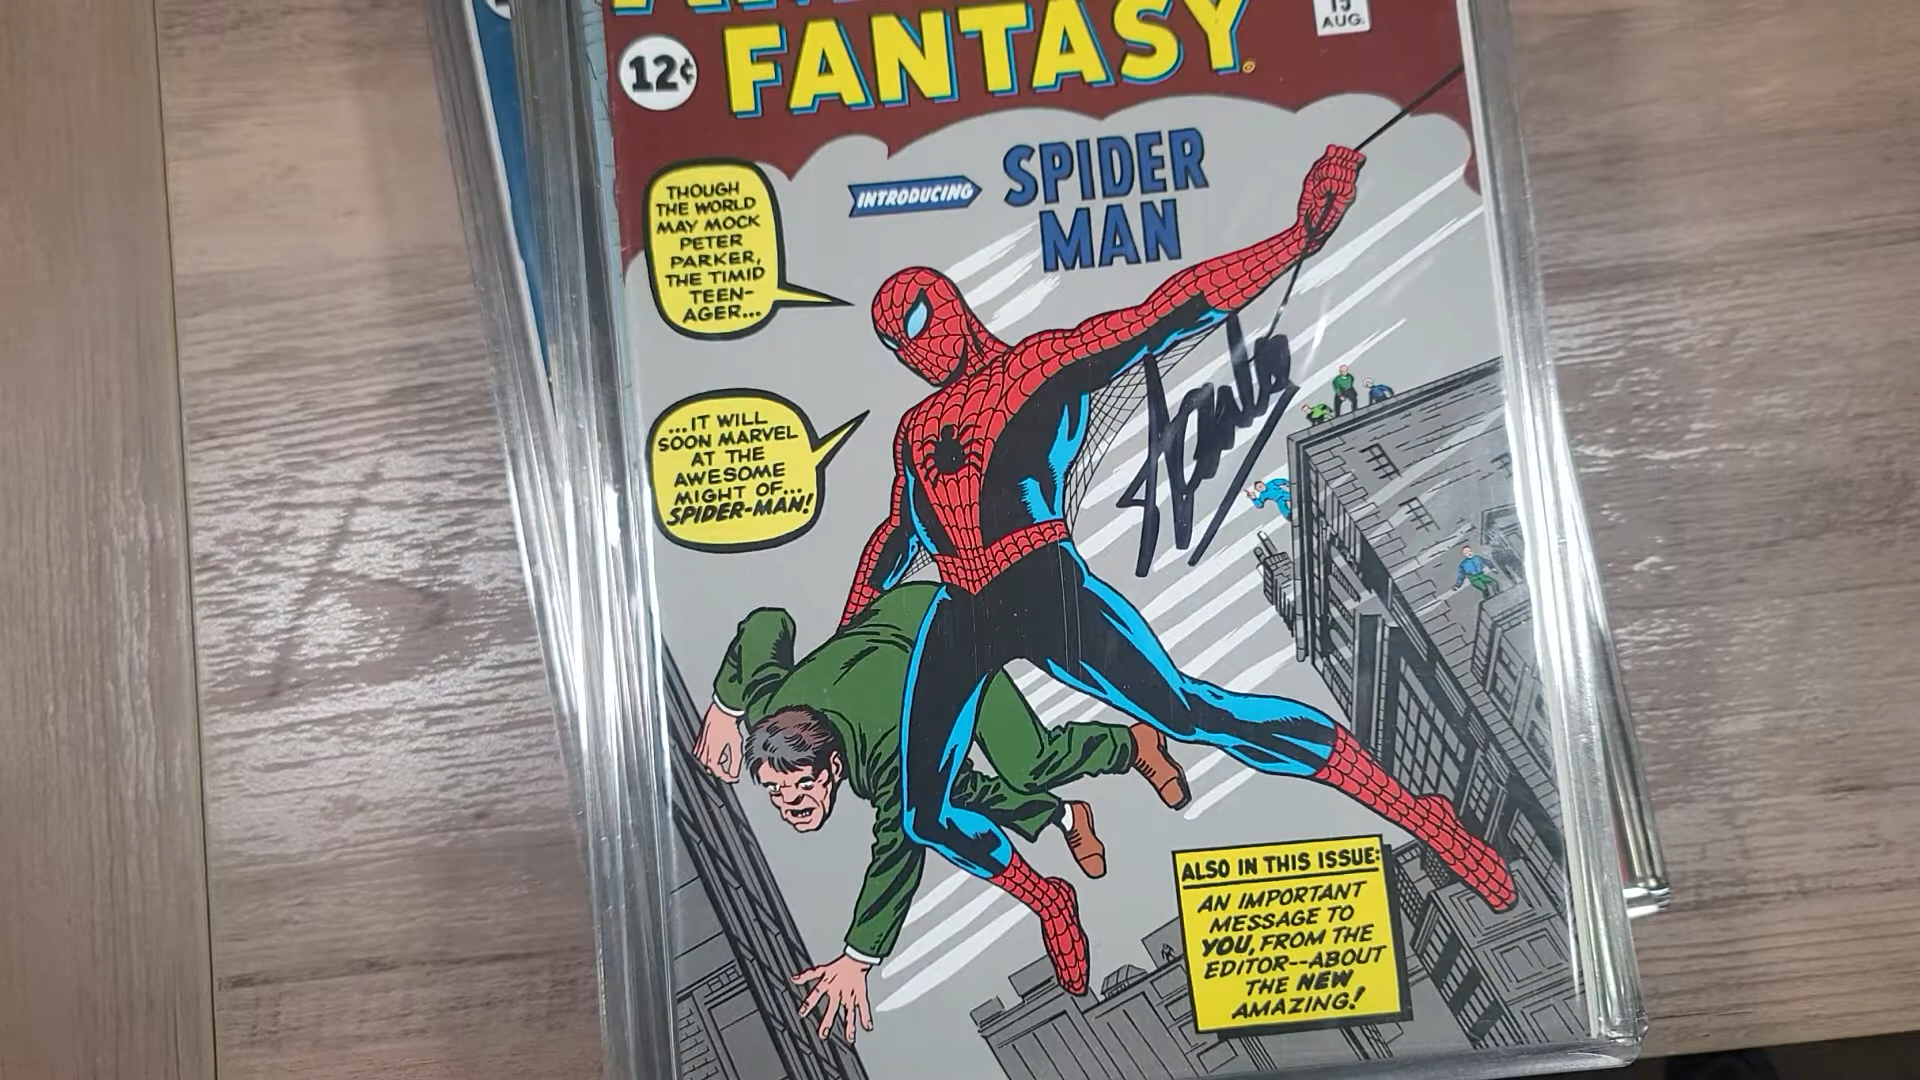 FANTASY
15
AUG.
12¢
INTRODUCING
SPIDER
MAN
THOUGH
THE WORLD
MAY MOCK
PETER
PARKER,
THE TIMID
TEEN-
AGER...
...IT WILL
SOON MARVEL
AT THE
AWESOME
MIGHT OF...
SPIDER-MAN!
ALSO IN THIS ISSUE:
AN IMPORTANT
MESSAGE TO
YOU, FROM THE
EDITOR--ABOUT
THE NEW
AMAZING!